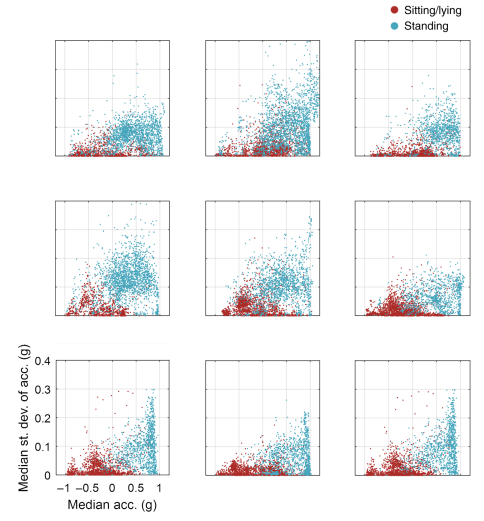 Sitting/lying
Standing
0.4
0.3
0.2
0.1
0
Median st. dev. of acc. (g)
−1 −0.5 0 0.5 1
Median acc. (g)